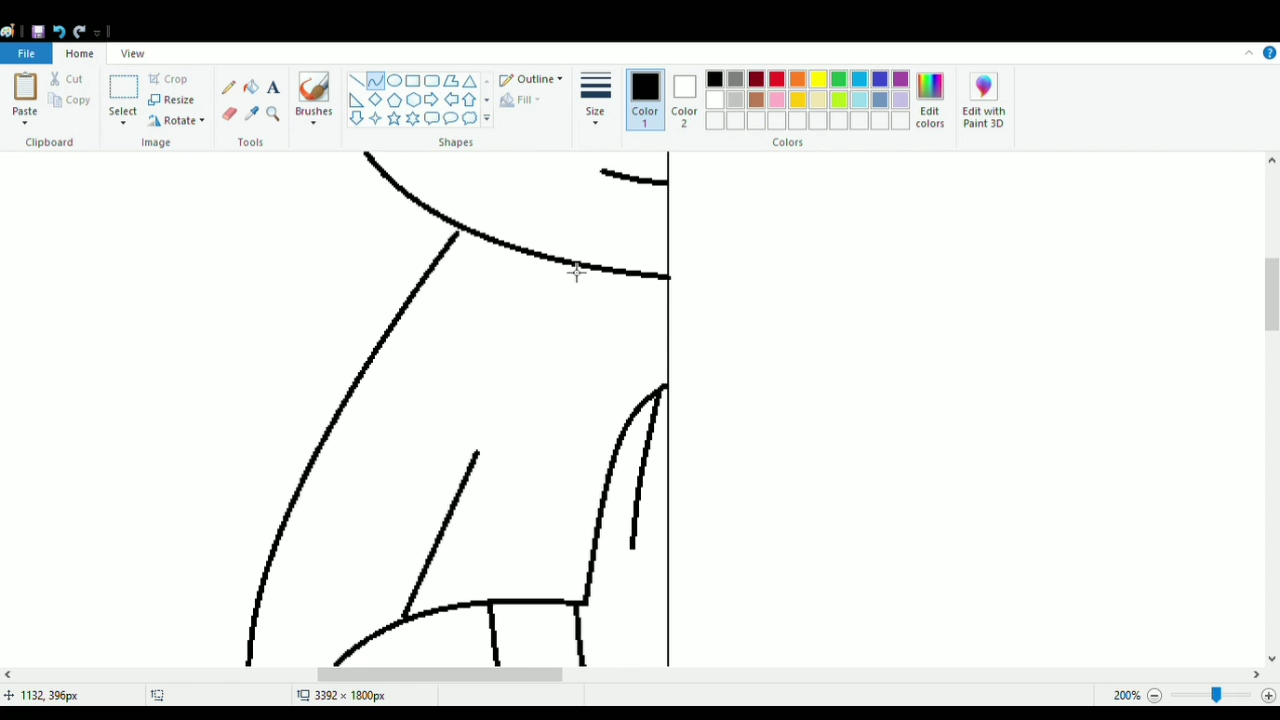 File Home View
Paste
Cut
Copy
Clipboard
Select
Crop
Resize
Rotate
Image
A
Tools
Brushes
Outline
Fill
Shapes
Size
Color
1
Color
2
Edit
colors
Edit with
Paint 3D
Colors
?
1132, 396px 3392 × 1800px 200%